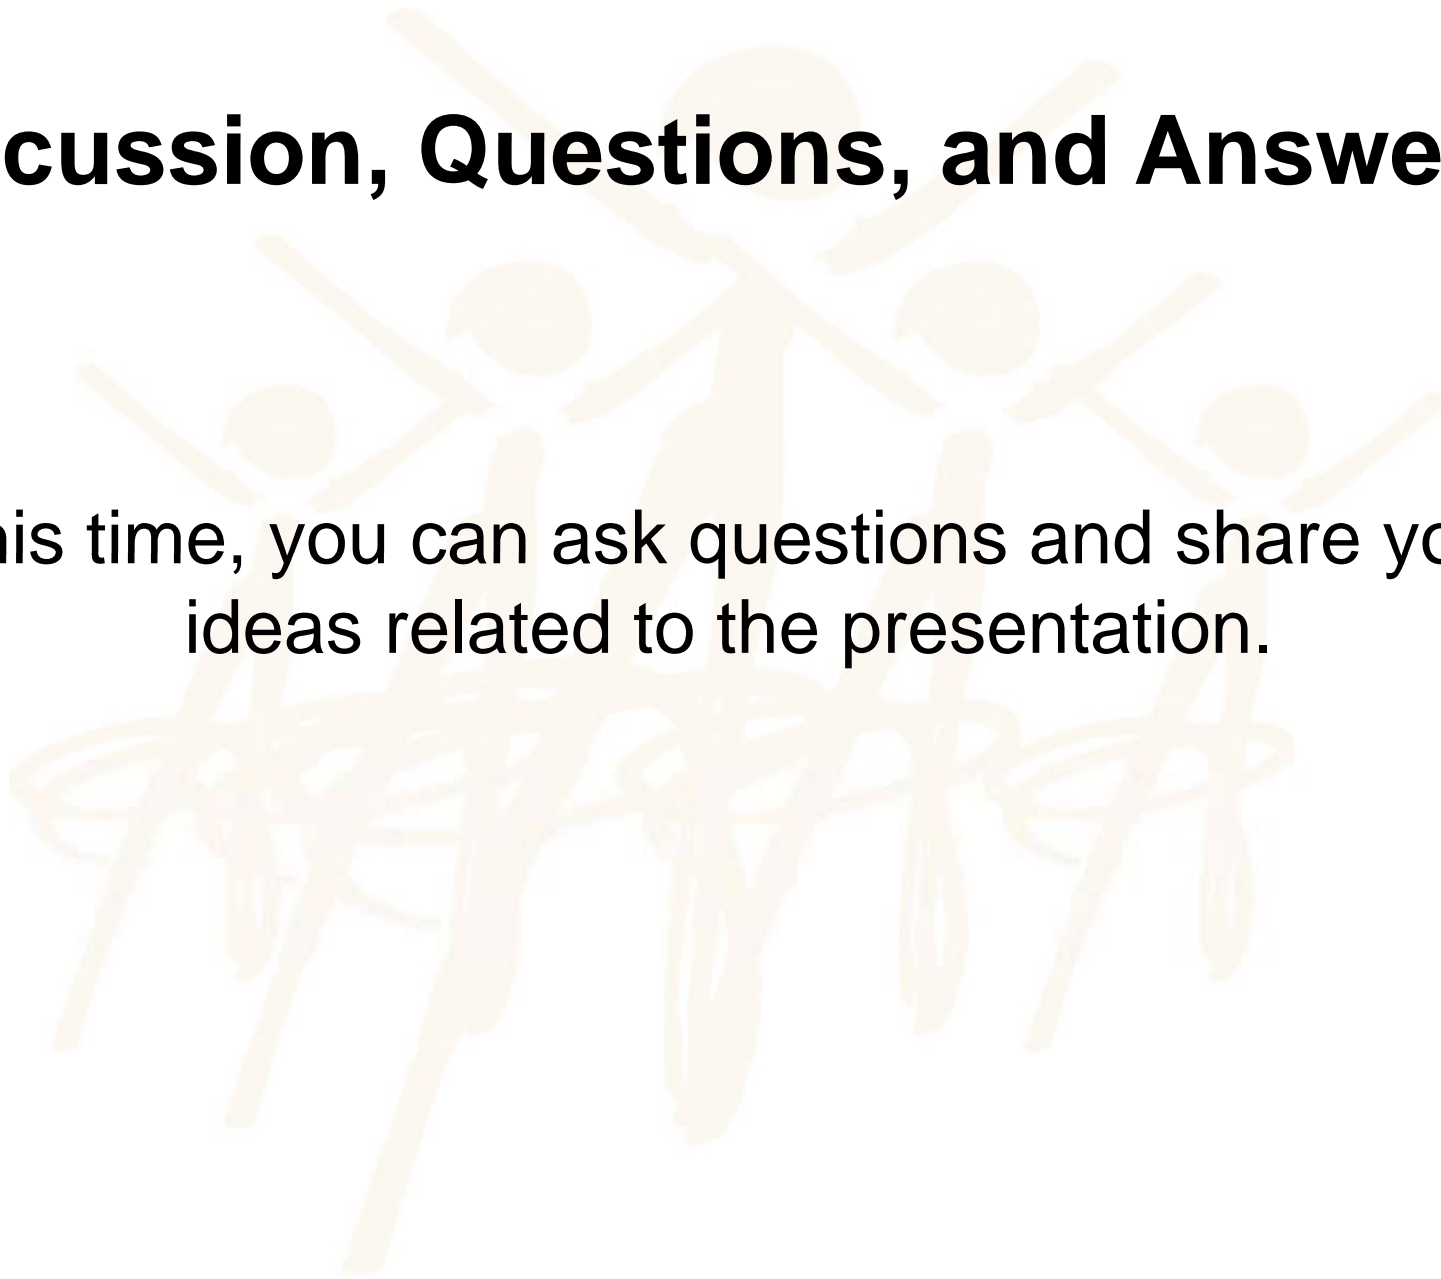 cussion, Questions, and Answe
his time, you can ask questions and share yo
ideas related to the presentation.